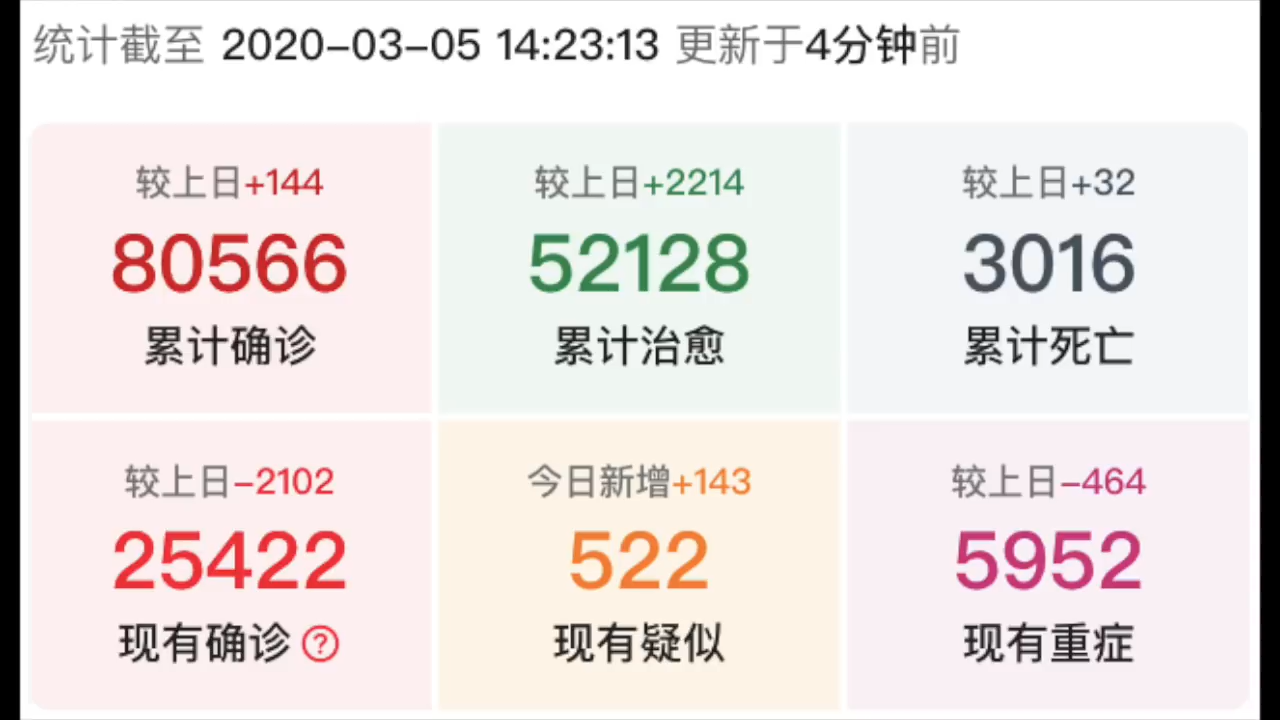 统计截至 2020-03-05 14:23:13 更新于4分钟前
较上日+144
80566
累计确诊
较上日+2214
52128
累计治愈
较上日+32
3016
累计死亡
较上日-2102
25422
现有确诊 ?
今日新增+143
522
现有疑似
较上日-464
5952
现有重症